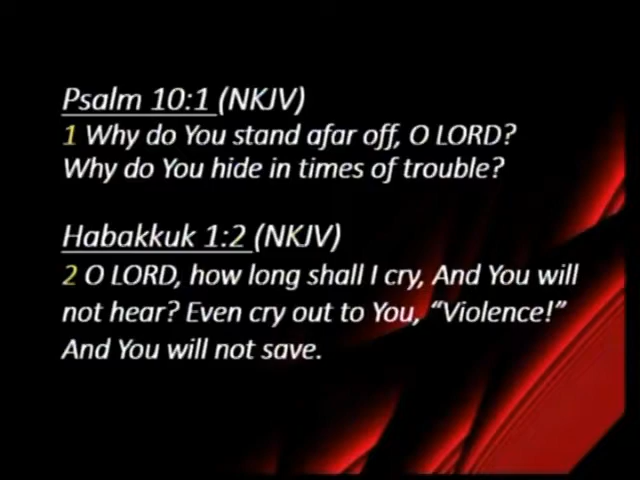 Psalm 10:1 (NKJV)
1 Why do You stand afar off, O LORD?
Why do You hide in times of trouble?
Habakkuk 1:2 (NKJV)
2 O LORD, how long shall I cry, And You will
not hear? Even cry out to You, “Violence!”
And You will not save.